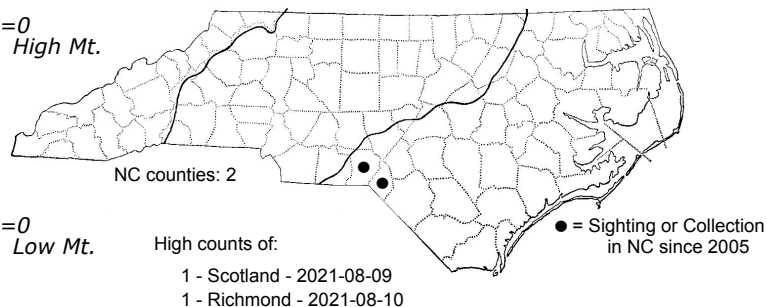 =0
High Mt.
NC counties: 2
=0
Low Mt.
High counts of:
1 - Scotland - 2021-08-09
1 - Richmond - 2021-08-10
● = Sighting or Collection
in NC since 2005